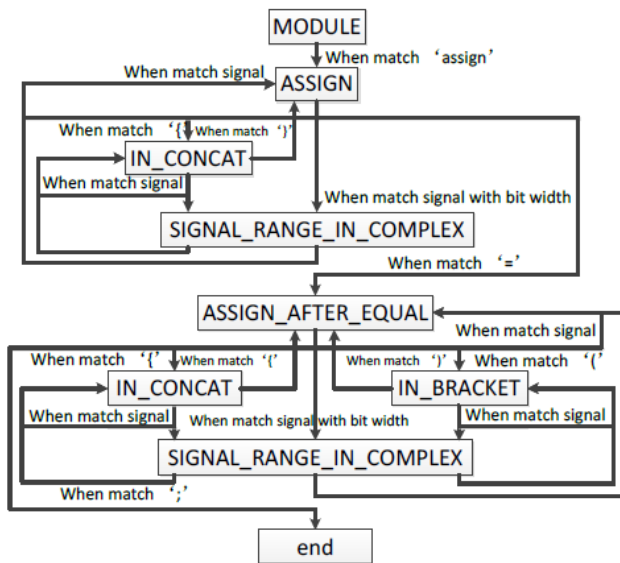 MODULE
When match ‘assign’
When match signal
ASSIGN
When match ‘{’
When match ‘}’
IN_CONCAT
When match signal
When match signal with bit width
SIGNAL_RANGE_IN_COMPLEX
When match ‘=’
ASSIGN_AFTER_EQUAL
When match signal
When match ‘{’
When match ‘{’
When match ‘)’
When match ‘(’
IN_CONCAT
IN_BRACKET
When match signal
When match signal with bit width
When match signal
SIGNAL_RANGE_IN_COMPLEX
When match ‘;’
end